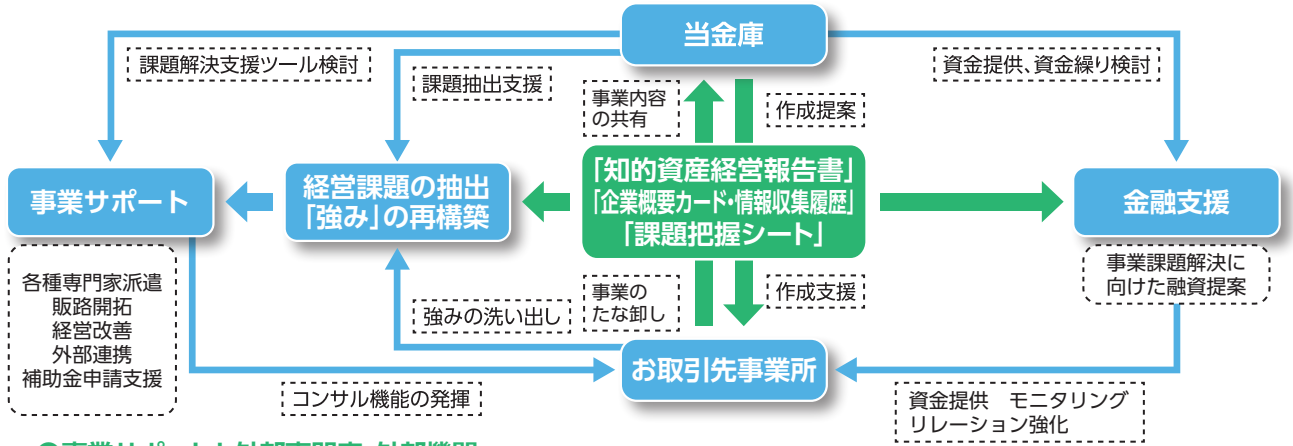 当金庫
課題解決支援ツール検討
課題抽出支援
事業内容
の共有
作成提案
資金提供、資金繰り検討
事業サポート
経営課題の抽出
「強み」の再構築
「知的資産経営報告書」
「企業概要カード・情報収集履歴」
「課題把握シート」
金融支援
各種専門家派遣
販路開拓
経営改善
外部連携
補助金申請支援
強みの洗い出し
事業の
たな卸し
作成支援
事業課題解決に
向けた融資提案
お取引先事業所
コンサル機能の発揮
資金提供　モニタリング
リレーション強化